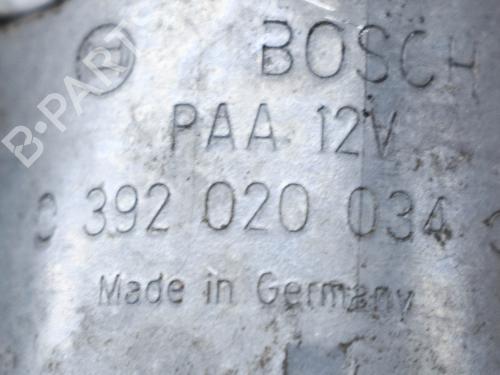 BOSCH
PAA 12V
0 392 020 034
Made in Germany
B-PARTS